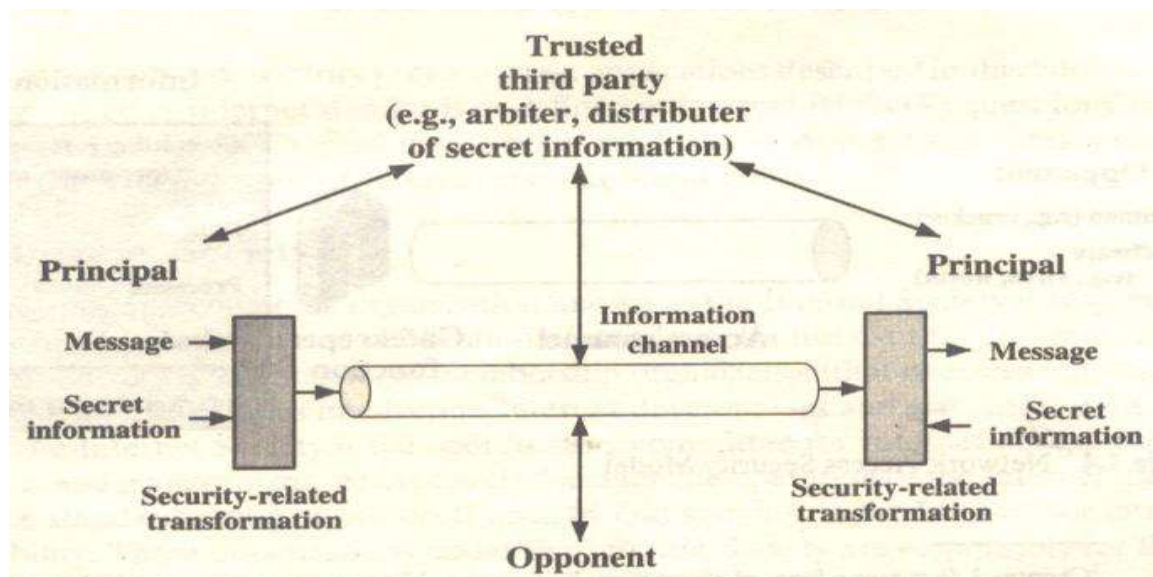 Trusted
third party
(e.g., arbiter, distributer
of secret information)
Principal
Principal
Message
Information
channel
Message
Secret
information
Secret
information
Security-related
transformation
Security-related
transformation
Opponent